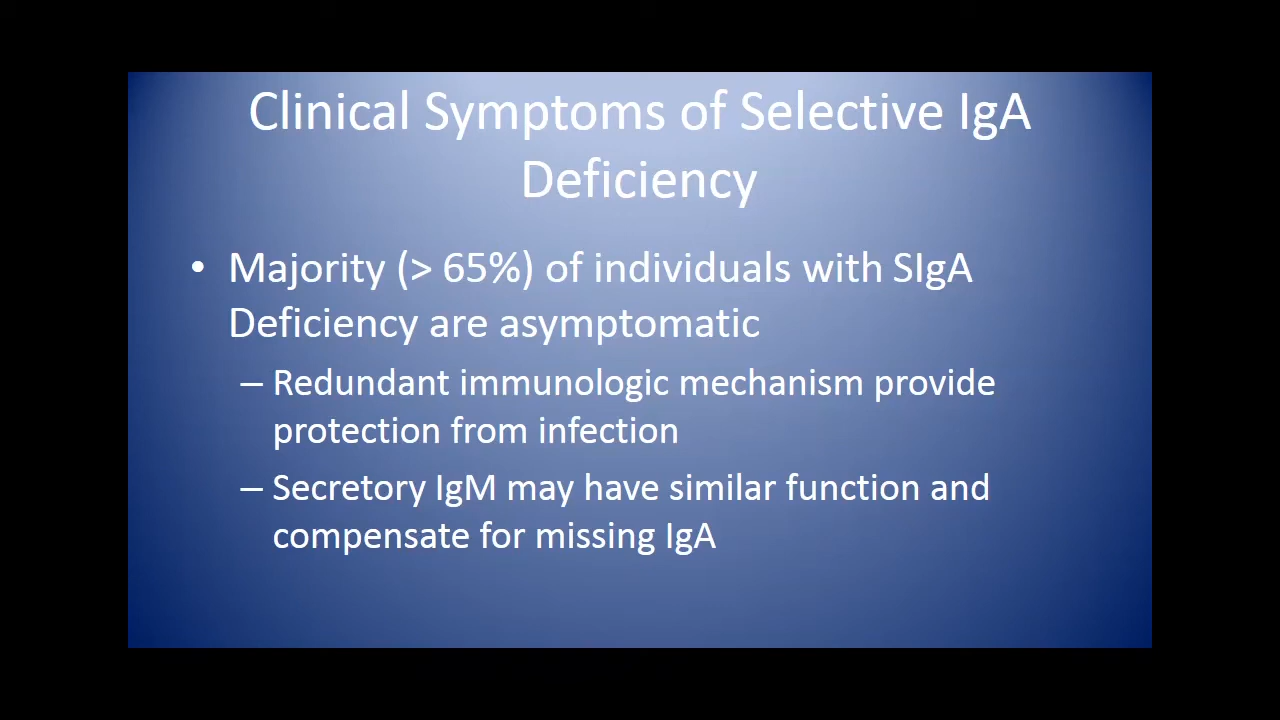 Clinical Symptoms of Selective IgA
Deficiency
• Majority (> 65%) of individuals with SIgA
Deficiency are asymptomatic
– Redundant immunologic mechanism provide
protection from infection
– Secretory IgM may have similar function and
compensate for missing IgA